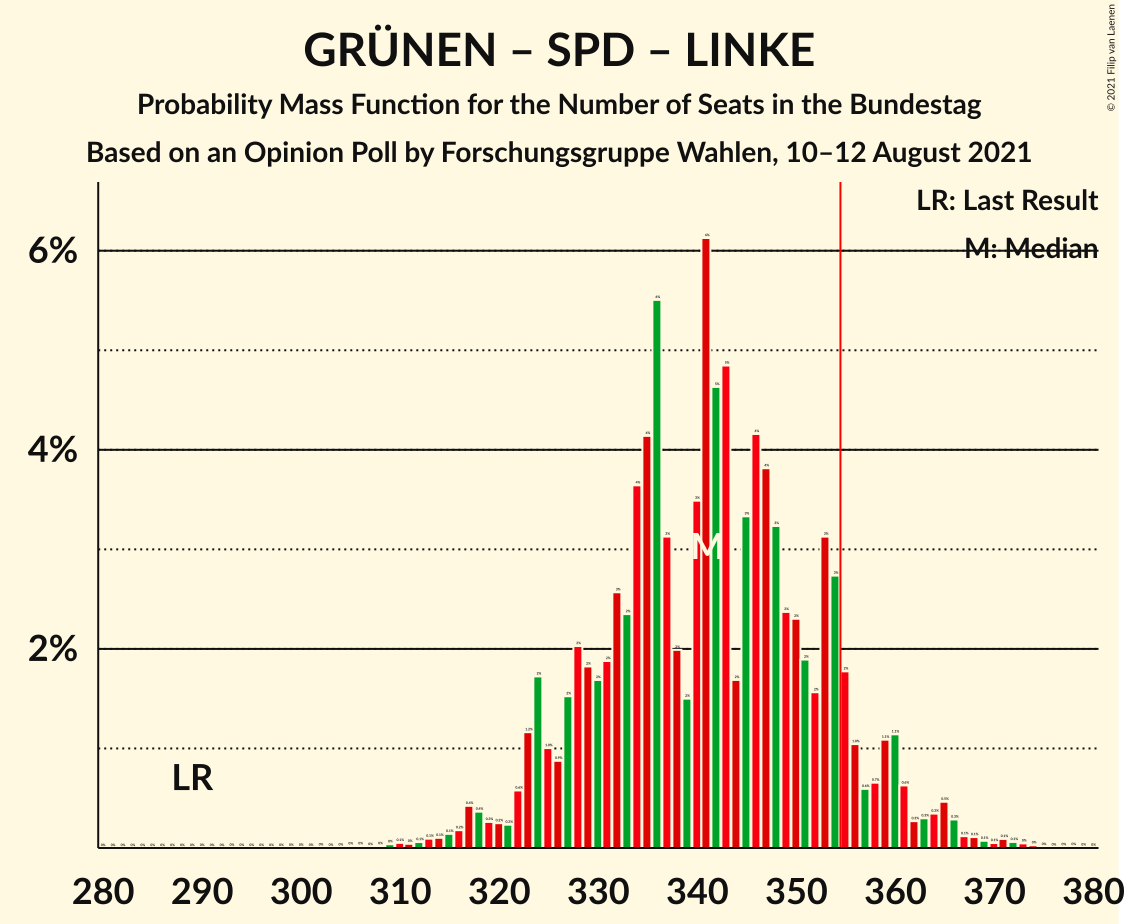 GRÜNEN – SPD – LINKE
Probability Mass Function for the Number of Seats in the Bundestag
Based on an Opinion Poll by Forschungsgruppe Wahlen, 10–12 August 2021
© 2021 Filip van Laenen
LR: Last Result
M: Median
6%
4%
2%
LR
M
280 290 300 310 320 330 340 350 360 370 380